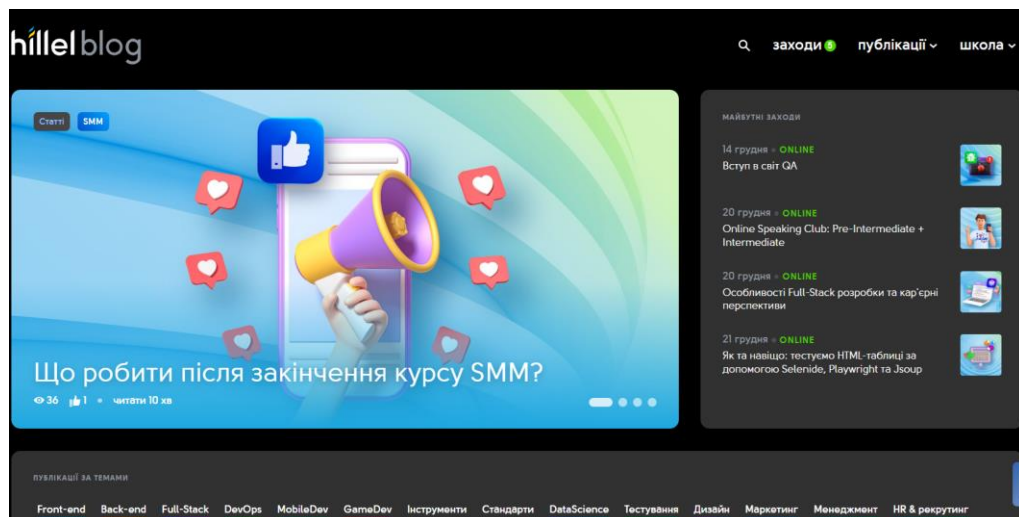 hillel blog
заходи 5 публікації школа
Статті SMM
Що робити після закінчення курсу SMM?
36 1 читати 10 хв
МАЙБУТНІ ЗАХОДИ
14 грудня ONLINE
Вступ в світ QA
20 грудня ONLINE
Online Speaking Club: Pre-Intermediate +
Intermediate
20 грудня ONLINE
Особливості Full-Stack розробки та кар'єрні
перспективи
21 грудня ONLINE
Як та навіщо: тестуємо HTML-таблиці за
допомогою Selenide, Playwright та Jsoup
ПУБЛІКАЦІЇ ЗА ТЕМАМИ
Front-end Back-end Full-Stack DevOps MobileDev GameDev Інструменти Стандарти DataScience Тестування Дизайн Маркетинг Менеджмент HR & рекрутинг